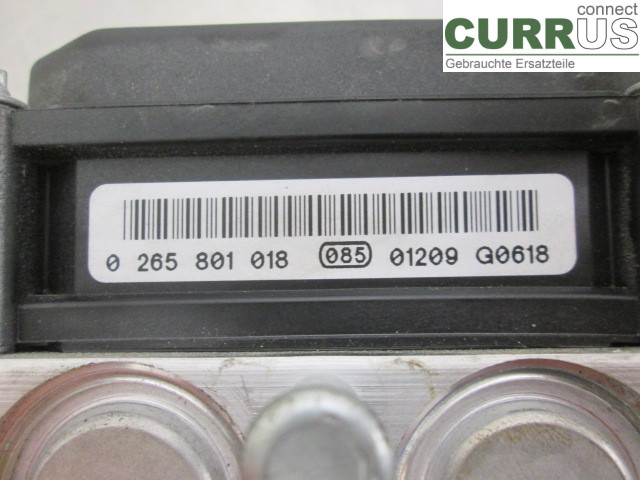 connect
CURRUS
Gebrauchte Ersatzteile
0 265 801 018 085 01209 G0618